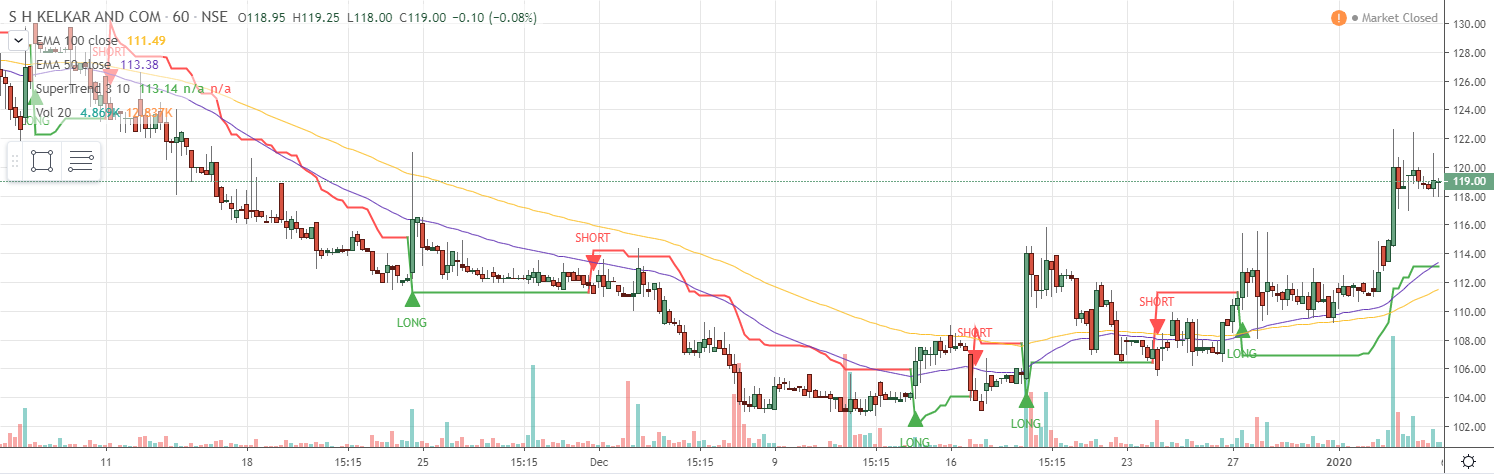 S H KELKAR AND COM · 60 · NSE O118.95 H119.25 L118.00 C119.00 −0.10 (−0.08%)
! Market Closed
EMA 100 close 111.49
EMA 50 close 113.38
SuperTrend 3 10 113.14 n/a n/a
Vol 20 4.869K 12.837K
SHORT
LONG
LONG
SHORT
LONG
SHORT
LONG
SHORT
LONG
130.00
128.00
126.00
124.00
122.00
120.00
119.00
118.00
116.00
114.00
112.00
110.00
108.00
106.00
104.00
102.00
11 18 15:15 25 15:15 Dec 15:15 9 15:15 16 15:15 23 27 2020